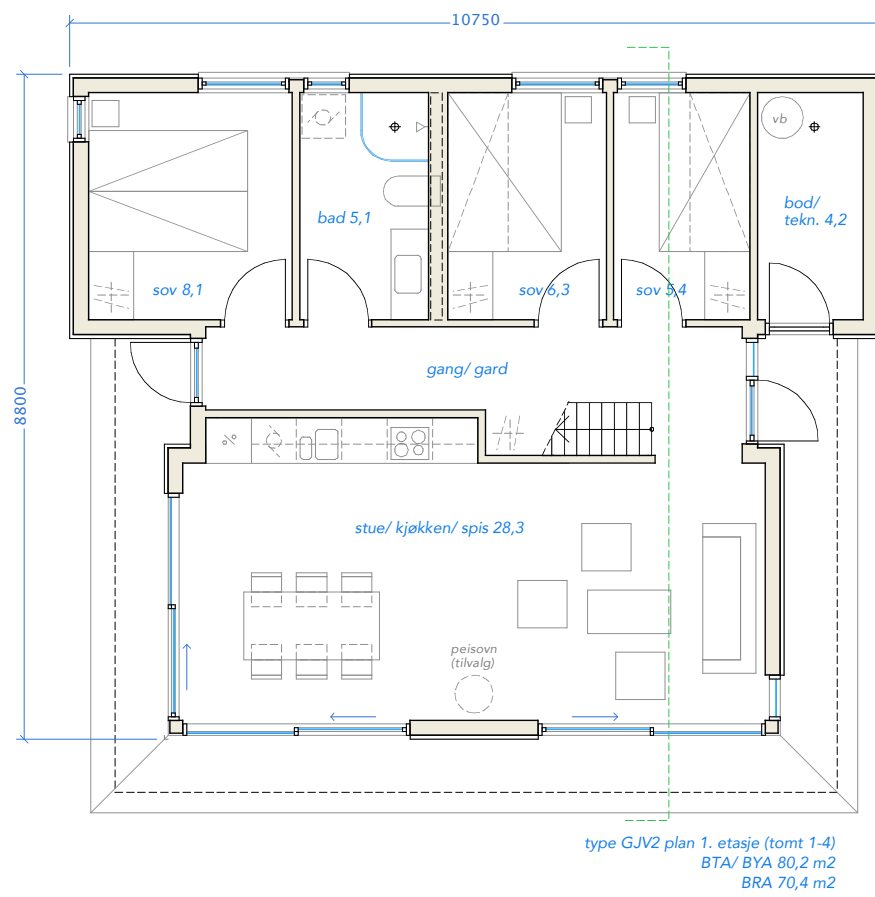 10750
vb
bad 5,1
bod/
tekn. 4,2
sov 8,1
sov 6,3
sov 5,4
gang/ gard
8800
%
stue/ kjøkken/ spis 28,3
peisovn
(tilvalg)
type GJV2 plan 1. etasje (tomt 1-4)
BTA/ BYA 80,2 m2
BRA 70,4 m2